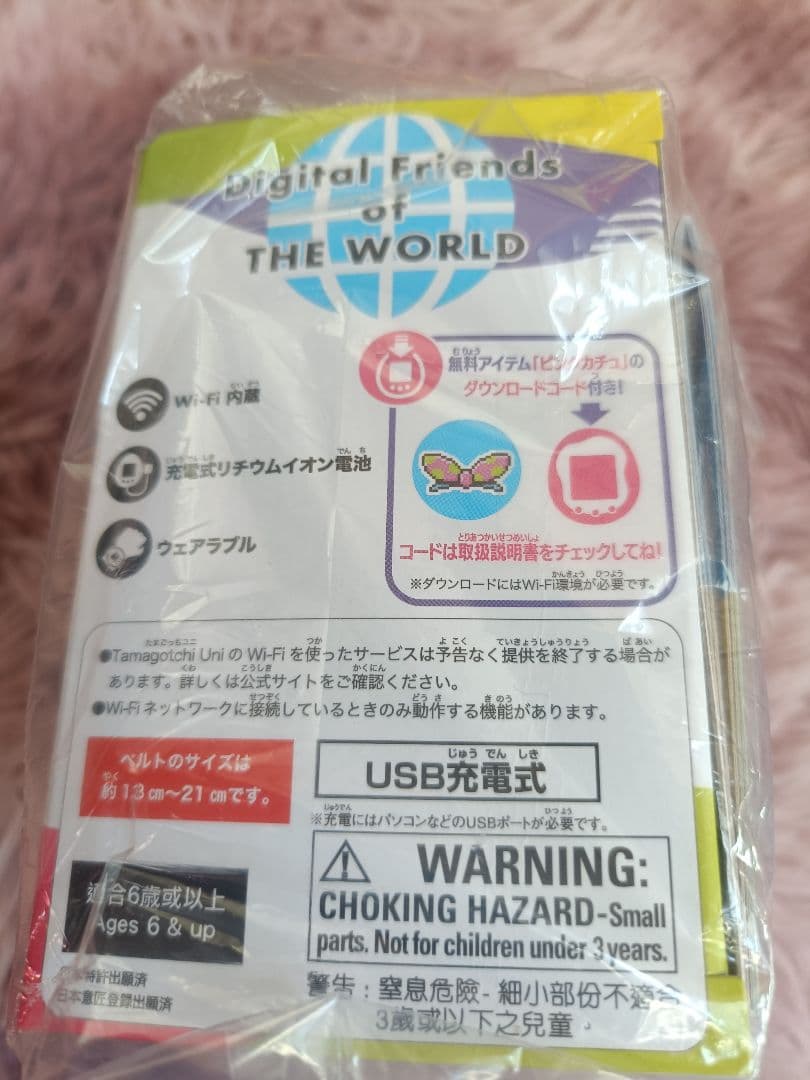 Digital Friends
of
THE WORLD
Wi-Fi 内蔵
充電式リチウムイオン電池
ウェアラブル
無料アイテム「ピンクカチュ」の
ダウンロードコード付き!
コードは取扱説明書をチェックしてね!
※ダウンロードにはWi-Fi環境が必要です。
●Tamagotchi Uni の Wi-Fi を使ったサービスは予告なく提供を終了する場合が
あります。詳しくは公式サイトをご確認ください。
●Wi-Fi ネットワークに接続しているときのみ動作する機能があります。
ベルトのサイズは
約13㎝～21㎝です。
USB充電式
※充電にはパソコンなどのUSBポートが必要です。
適合6歳或以上
Ages 6 & up
⚠ WARNING:
CHOKING HAZARD-Small
parts. Not for children under 3 years.
日本特許出願済
日本意匠登録出願済
警告：窒息危險- 細小部份不適合
3歲或以下之兒童。